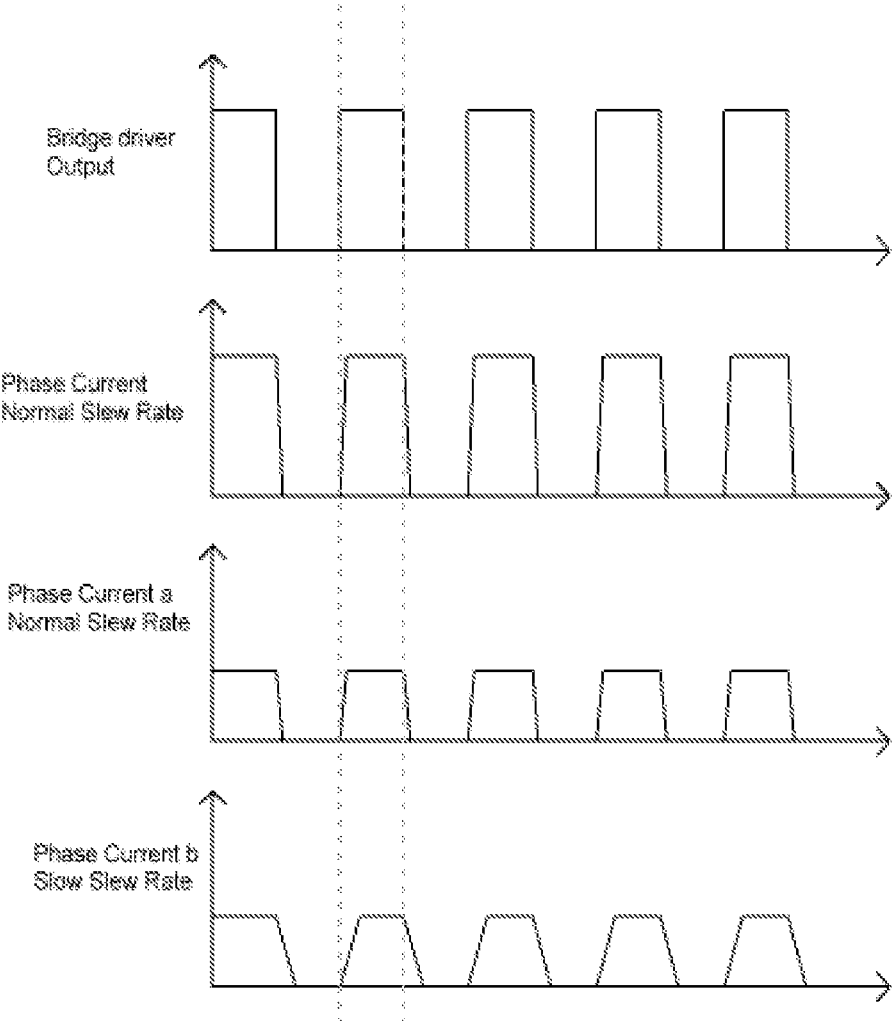 Bridge driver
Output
Phase Current
Normal Slew Rate
Phase Current a
Normal Slew Rate
Phase Current b
Slow Slew Rate